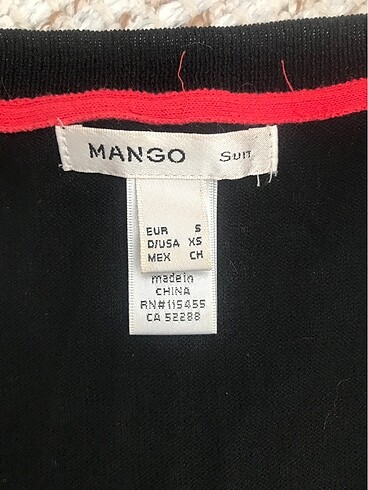 MANGO SUIT
EUR S
D/USA XS
MEX CH
made in
CHINA
RN#115455
CA 52288